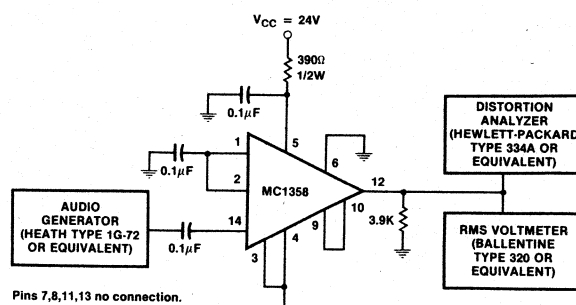 VCC = 24V
390Ω
1/2W
0.1μF
5
1
6
0.1μF
2
MC1358
12
DISTORTION
ANALYZER
(HEWLETT-PACKARD
TYPE 334A OR
EQUIVALENT)
AUDIO
GENERATOR
(HEATH TYPE 1G-72
OR EQUIVALENT)
14
0.1μF
3
4
9
10
3.9K
RMS VOLTMETER
(BALLENTINE
TYPE 320 OR
EQUIVALENT)
Pins 7,8,11,13 no connection.